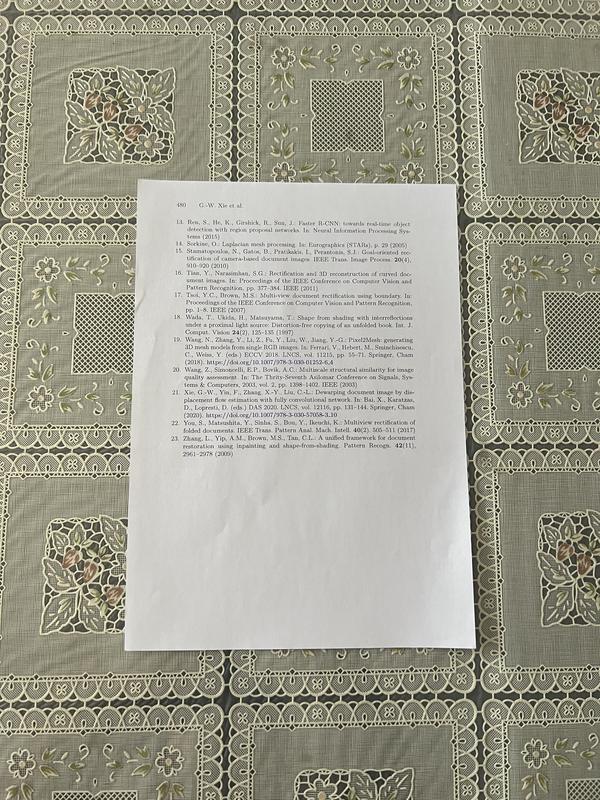 480 G.-W. Xie et al.
13. Ren, S., He, K., Girshick, R., Sun, J.: Faster R-CNN: towards real-time object
detection with region proposal networks. In: Neural Information Processing Sys-
tems (2015)
14. Sorkine, O.: Laplacian mesh processing. In: Eurographics (STARs), p. 29 (2005)
15. Stamatopoulos, N., Gatos, B., Pratikakis, I., Perantonis, S.J.: Goal-oriented rec-
tification of camera-based document images. IEEE Trans. Image Process. 20(4),
910–920 (2010)
16. Tian, Y., Narasimhan, S.G.: Rectification and 3D reconstruction of curved doc-
ument images. In: Proceedings of the IEEE Conference on Computer Vision and
Pattern Recognition, pp. 377–384. IEEE (2011)
17. Tsoi, Y.C., Brown, M.S.: Multi-view document rectification using boundary. In:
Proceedings of the IEEE Conference on Computer Vision and Pattern Recognition,
pp. 1–8. IEEE (2007)
18. Wada, T., Ukida, H., Matsuyama, T.: Shape from shading with interreflections
under a proximal light source: Distortion-free copying of an unfolded book. Int. J.
Comput. Vision 24(2), 125–135 (1997)
19. Wang, N., Zhang, Y., Li, Z., Fu, Y., Liu, W., Jiang, Y.-G.: Pixel2Mesh: generating
3D mesh models from single RGB images. In: Ferrari, V., Hebert, M., Sminchisescu,
C., Weiss, Y. (eds.) ECCV 2018. LNCS, vol. 11215, pp. 55–71. Springer, Cham
(2018). https://doi.org/10.1007/978-3-030-01252-6_4
20. Wang, Z., Simoncelli, E.P., Bovik, A.C.: Multiscale structural similarity for image
quality assessment. In: The Thrity-Seventh Asilomar Conference on Signals, Sys-
tems & Computers, 2003, vol. 2, pp. 1398–1402. IEEE (2003)
21. Xie, G.-W., Yin, F., Zhang, X.-Y., Liu, C.-L.: Dewarping document image by dis-
placement flow estimation with fully convolutional network. In: Bai, X., Karatzas,
D., Lopresti, D. (eds.) DAS 2020. LNCS, vol. 12116, pp. 131–144. Springer, Cham
(2020). https://doi.org/10.1007/978-3-030-57058-3_10
22. You, S., Matsushita, Y., Sinha, S., Bou, Y., Ikeuchi, K.: Multiview rectification of
folded documents. IEEE Trans. Pattern Anal. Mach. Intell. 40(2), 505–511 (2017)
23. Zhang, L., Yip, A.M., Brown, M.S., Tan, C.L.: A unified framework for document
restoration using inpainting and shape-from-shading. Pattern Recogn. 42(11),
2961–2978 (2009)